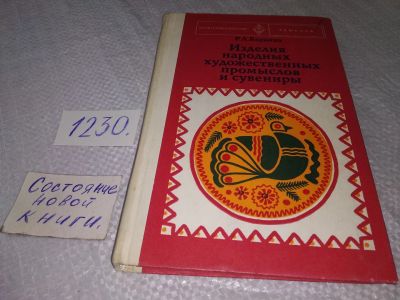 Изделия
народных
художественных
промыслов
и сувениры
1230.
Состояние
новой
книги.